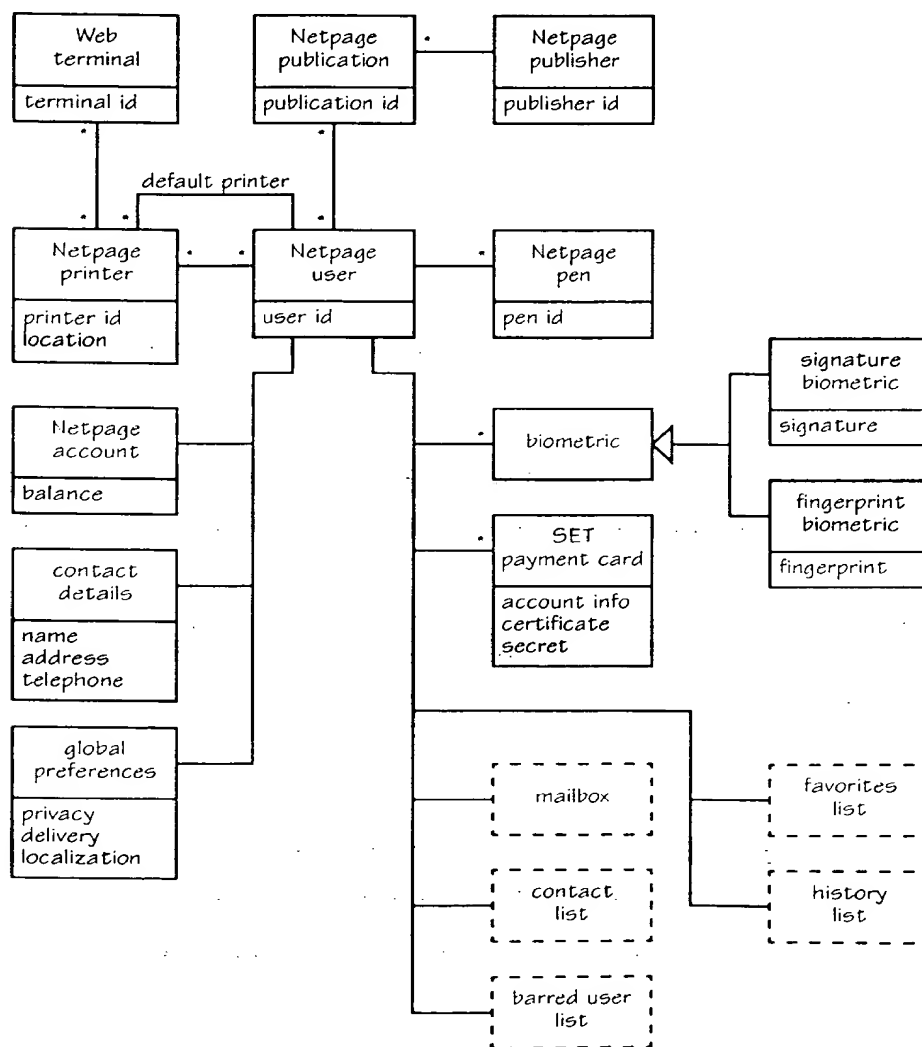 Web
terminal
terminal id
Netpage
publication
publication id
Netpage
publisher
publisher id
default printer
Netpage
printer
printer id
location
Netpage
user
user id
Netpage
pen
pen id
Netpage
account
balance
biometric
signature
biometric
signature
fingerprint
biometric
fingerprint
SET
payment card
account info
certificate
secret
contact
details
name
address
telephone
global
preferences
privacy
delivery
localization
mailbox
favorites
list
contact
list
history
list
barred user
list